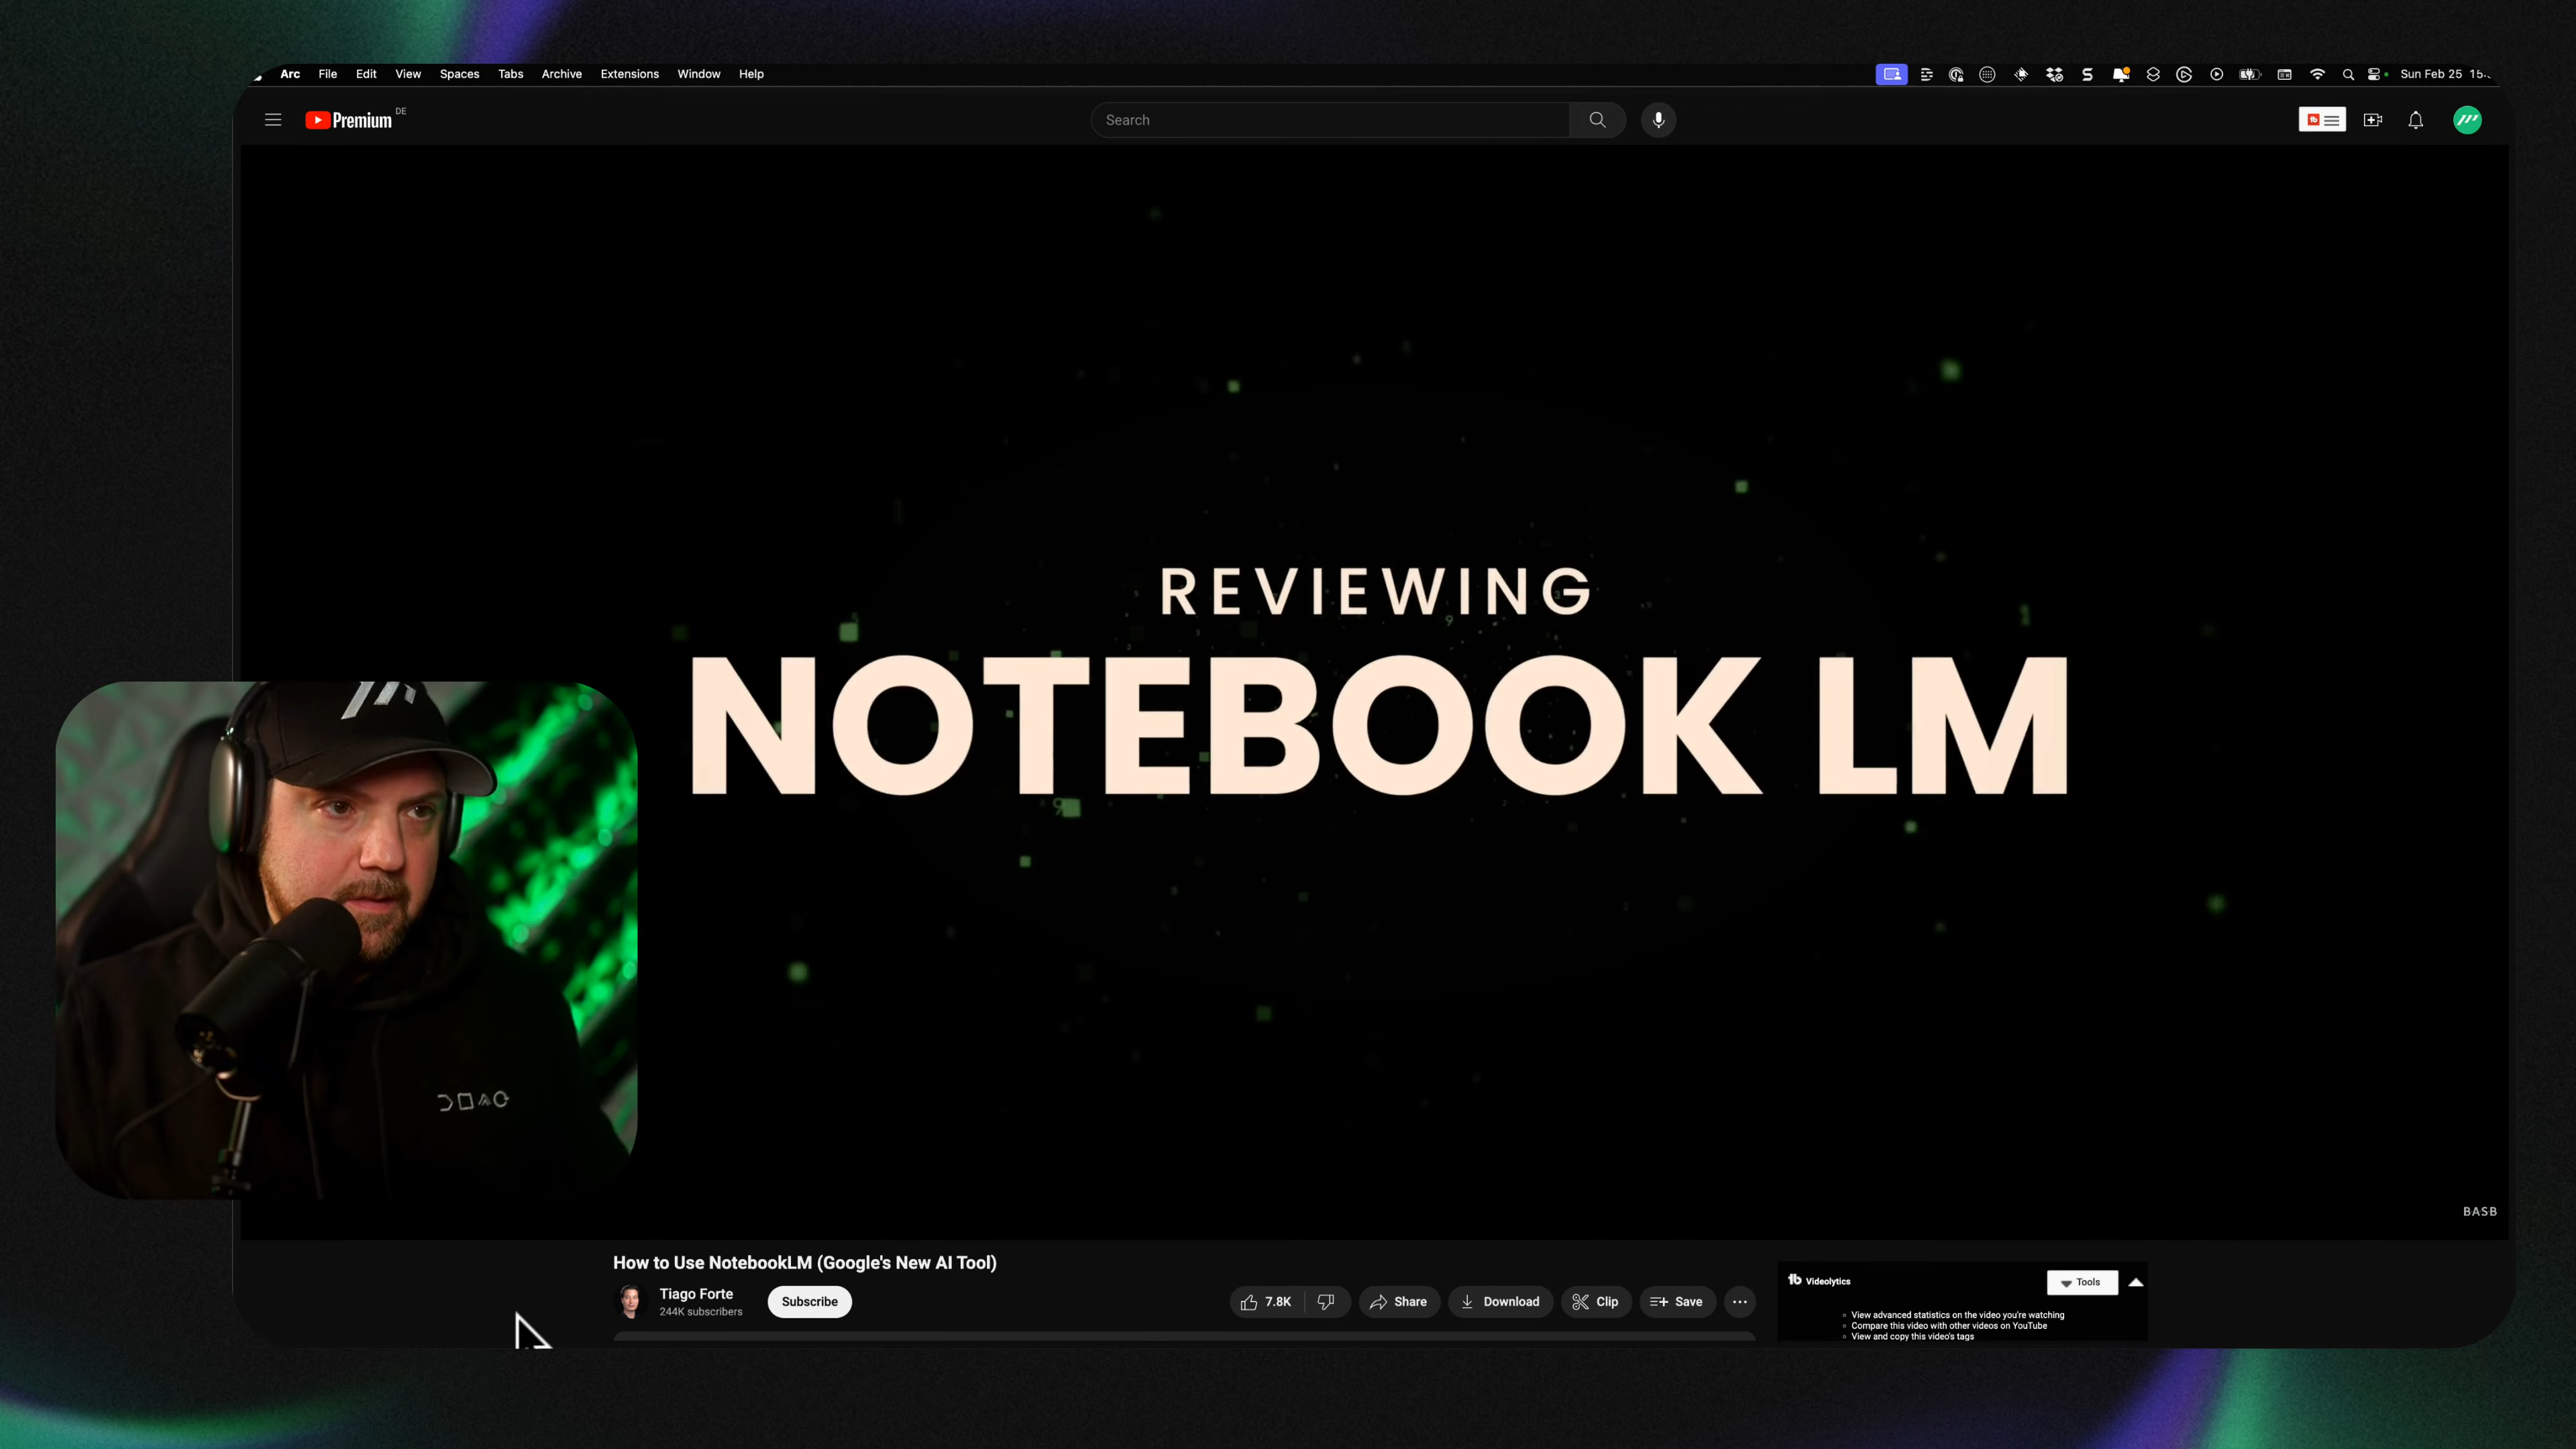 Arc File Edit View Spaces Tabs Archive Extensions Window Help
Sun Feb 25
Premium DE
Search
REVIEWING
NOTEBOOK LM
BASB
How to Use NotebookLM (Google's New AI Tool)
Tiago Forte
244K subscribers
Subscribe
7.8K
Share
Download
Clip
Save
Videolytics
Tools
View advanced statistics on the video you're watching
Compare this video with other videos on YouTube
View and copy this video's tags